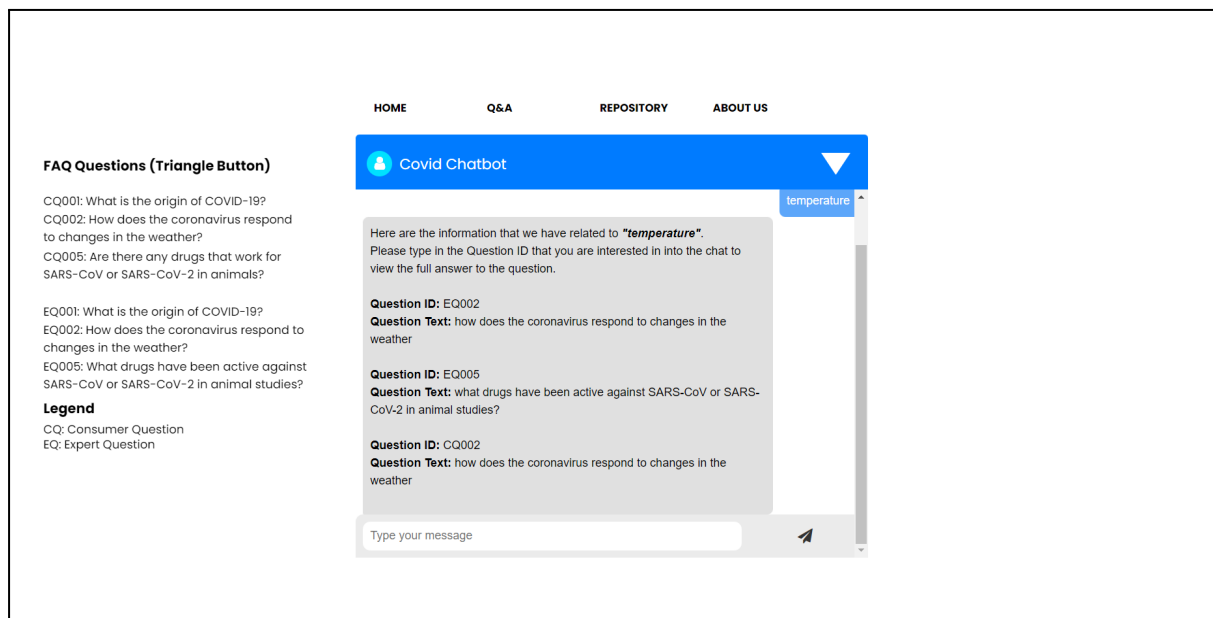 HOME Q&A REPOSITORY ABOUT US
FAQ Questions (Triangle Button)
CQ001: What is the origin of COVID-19?
CQ002: How does the coronavirus respond
to changes in the weather?
CQ005: Are there any drugs that work for
SARS-CoV or SARS-CoV-2 in animals?
EQ001: What is the origin of COVID-19?
EQ002: How does the coronavirus respond to
changes in the weather?
EQ005: What drugs have been active against
SARS-CoV or SARS-CoV-2 in animal studies?
Legend
CQ: Consumer Question
EQ: Expert Question
Covid Chatbot
temperature
Here are the information that we have related to "temperature".
Please type in the Question ID that you are interested in into the chat to
view the full answer to the question.
Question ID: EQ002
Question Text: how does the coronavirus respond to changes in the
weather
Question ID: EQ005
Question Text: what drugs have been active against SARS-CoV or SARS-
CoV-2 in animal studies?
Question ID: CQ002
Question Text: how does the coronavirus respond to changes in the
weather
Type your message